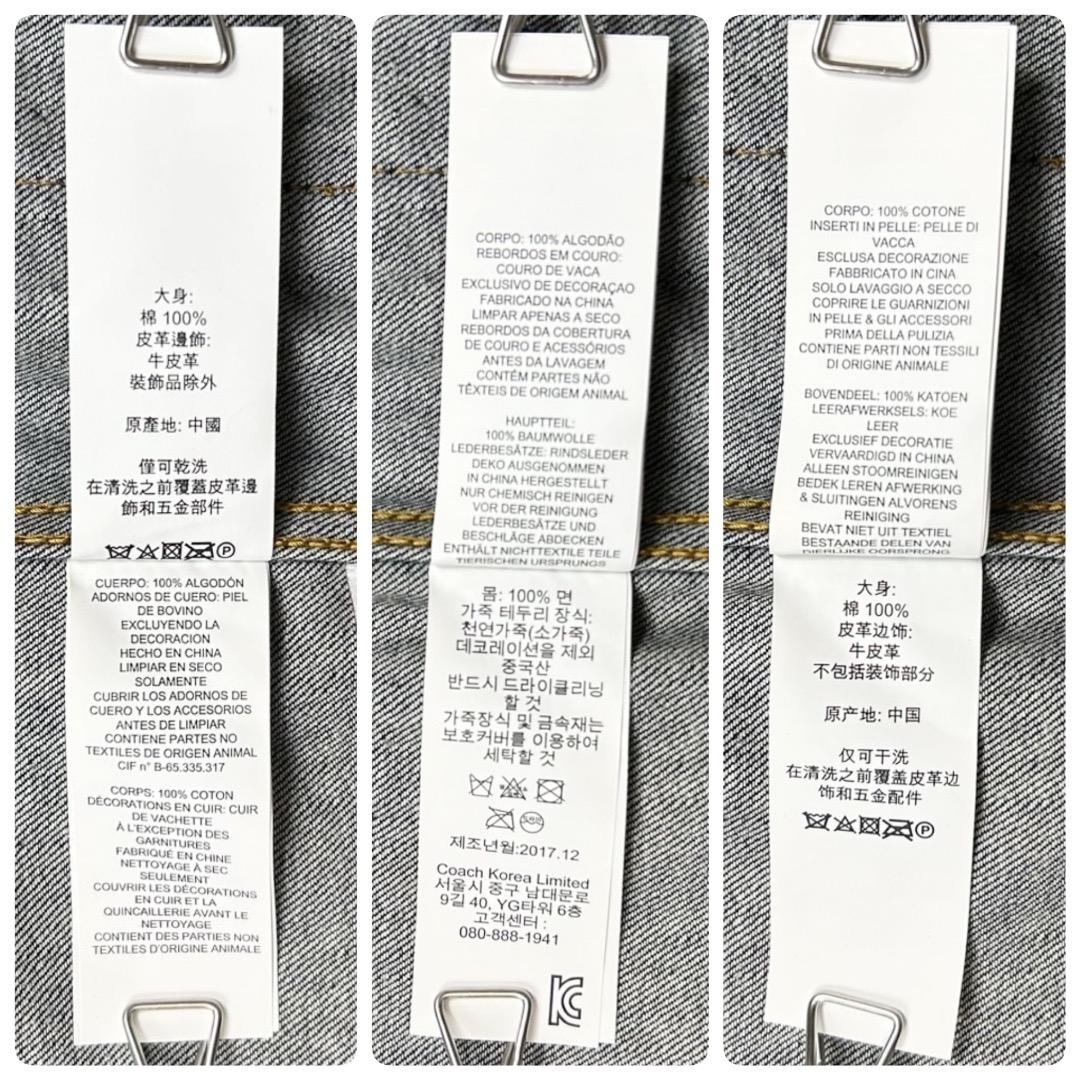 大身:
棉 100%
皮革邊飾:
牛皮革
裝飾品除外
原產地: 中國
僅可乾洗
在清洗之前覆蓋皮革邊
飾和五金部件
P
CUERPO: 100% ALGODÓN
ADORNOS DE CUERO: PIEL
DE BOVINO
EXCLUYENDO LA
DECORACION
HECHO EN CHINA
LIMPIAR EN SECO
SOLAMENTE
CUBRIR LOS ADORNOS DE
CUERO Y LOS ACCESORIOS
ANTES DE LIMPIAR
CONTIENE PARTES NO
TEXTILES DE ORIGEN ANIMAL
CIF n° B-65.335.317
CORPS: 100% COTON
DÉCORATIONS EN CUIR: CUIR
DE VACHETTE
À L'EXCEPTION DES
GARNITURES
FABRIQUÉ EN CHINE
NETTOYAGE À SEC
SEULEMENT
COUVRIR LES DÉCORATIONS
EN CUIR ET LA
QUINCAILLERIE AVANT LE
NETTOYAGE
CONTIENT DES PARTIES NON
TEXTILES D'ORIGINE ANIMALE
CORPO: 100% ALGODÃO
REBORDOS EM COURO:
COURO DE VACA
EXCLUSIVO DE DECORAÇAO
FABRICADO NA CHINA
LIMPAR APENAS A SECO
REBORDOS DA COBERTURA
DE COURO E ACESSÓRIOS
ANTES DA LAVAGEM
CONTÉM PARTES NÃO
TÊXTEIS DE ORIGEM ANIMAL
HAUPTTEIL:
100% BAUMWOLLE
LEDERBESÄTZE: RINDSLEDER
DEKO AUSGENOMMEN
IN CHINA HERGESTELLT
NUR CHEMISCH REINIGEN
VOR DER REINIGUNG
LEDERBESÄTZE UND
BESCHLÄGE ABDECKEN
ENTHÄLT NICHTTEXTILE TEILE
TIERISCHEN URSPRUNGS
몸: 100% 면
가죽 테두리 장식:
천연가죽(소가죽)
데코레이션을 제외
중국산
반드시 드라이클리닝
할 것
가죽장식 및 금속재는
보호커버를 이용하여
세탁할 것
제조년월:2017.12
Coach Korea Limited
서울시 중구 남대문로
9길 40, YG타워 6층
고객센터 :
080-888-1941
KC
CORPO: 100% COTONE
INSERTI IN PELLE: PELLE DI
VACCA
ESCLUSA DECORAZIONE
FABBRICATO IN CINA
SOLO LAVAGGIO A SECCO
COPRIRE LE GUARNIZIONI
IN PELLE & GLI ACCESSORI
PRIMA DELLA PULIZIA
CONTIENE PARTI NON TESSILI
DI ORIGINE ANIMALE
BOVENDEEL: 100% KATOEN
LEERAFWERKSELS: KOE
LEER
EXCLUSIEF DECORATIE
VERVAARDIGD IN CHINA
ALLEEN STOOMREINIGEN
BEDEK LEREN AFWERKING
& SLUITINGEN ALVORENS
REINIGING
BEVAT NIET UIT TEXTIEL
BESTAANDE DELEN VAN
DIERLIJKE OORSPRONG
大身:
棉 100%
皮革边饰:
牛皮革
不包括装饰部分
原产地: 中国
仅可干洗
在清洗之前覆盖皮革边
饰和五金配件
P